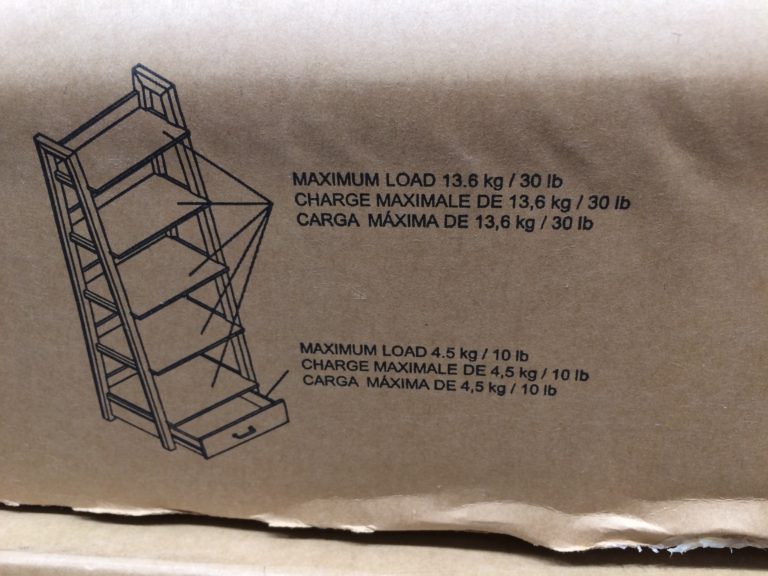 MAXIMUM LOAD 13.6 kg / 30 lb
CHARGE MAXIMALE DE 13,6 kg / 30 lb
CARGA MÁXIMA DE 13,6 kg / 30 lb
MAXIMUM LOAD 4.5 kg / 10 lb
CHARGE MAXIMALE DE 4,5 kg / 10 lb
CARGA MÁXIMA DE 4,5 kg / 10 lb